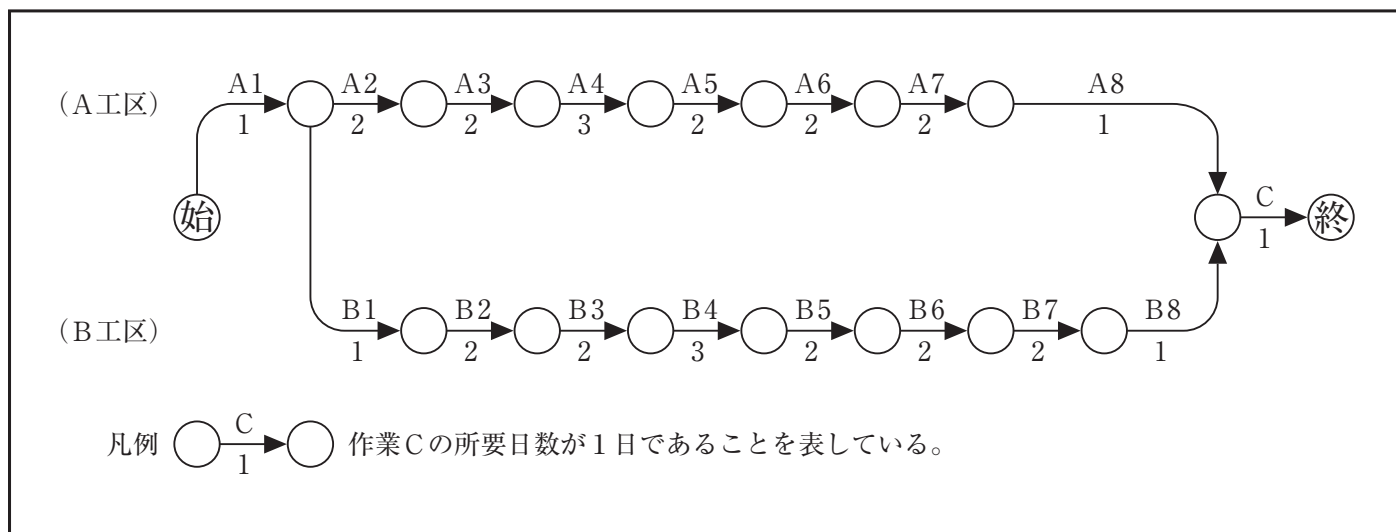 A1 A2 A3 A4 A5 A6 A7 A8
(A工区)
1 2 2 3 2 2 2 1
始 C 終
1
B1 B2 B3 B4 B5 B6 B7 B8
(B工区)
1 2 2 3 2 2 2 1
凡例 C 作業Cの所要日数が1日であることを表している。
1